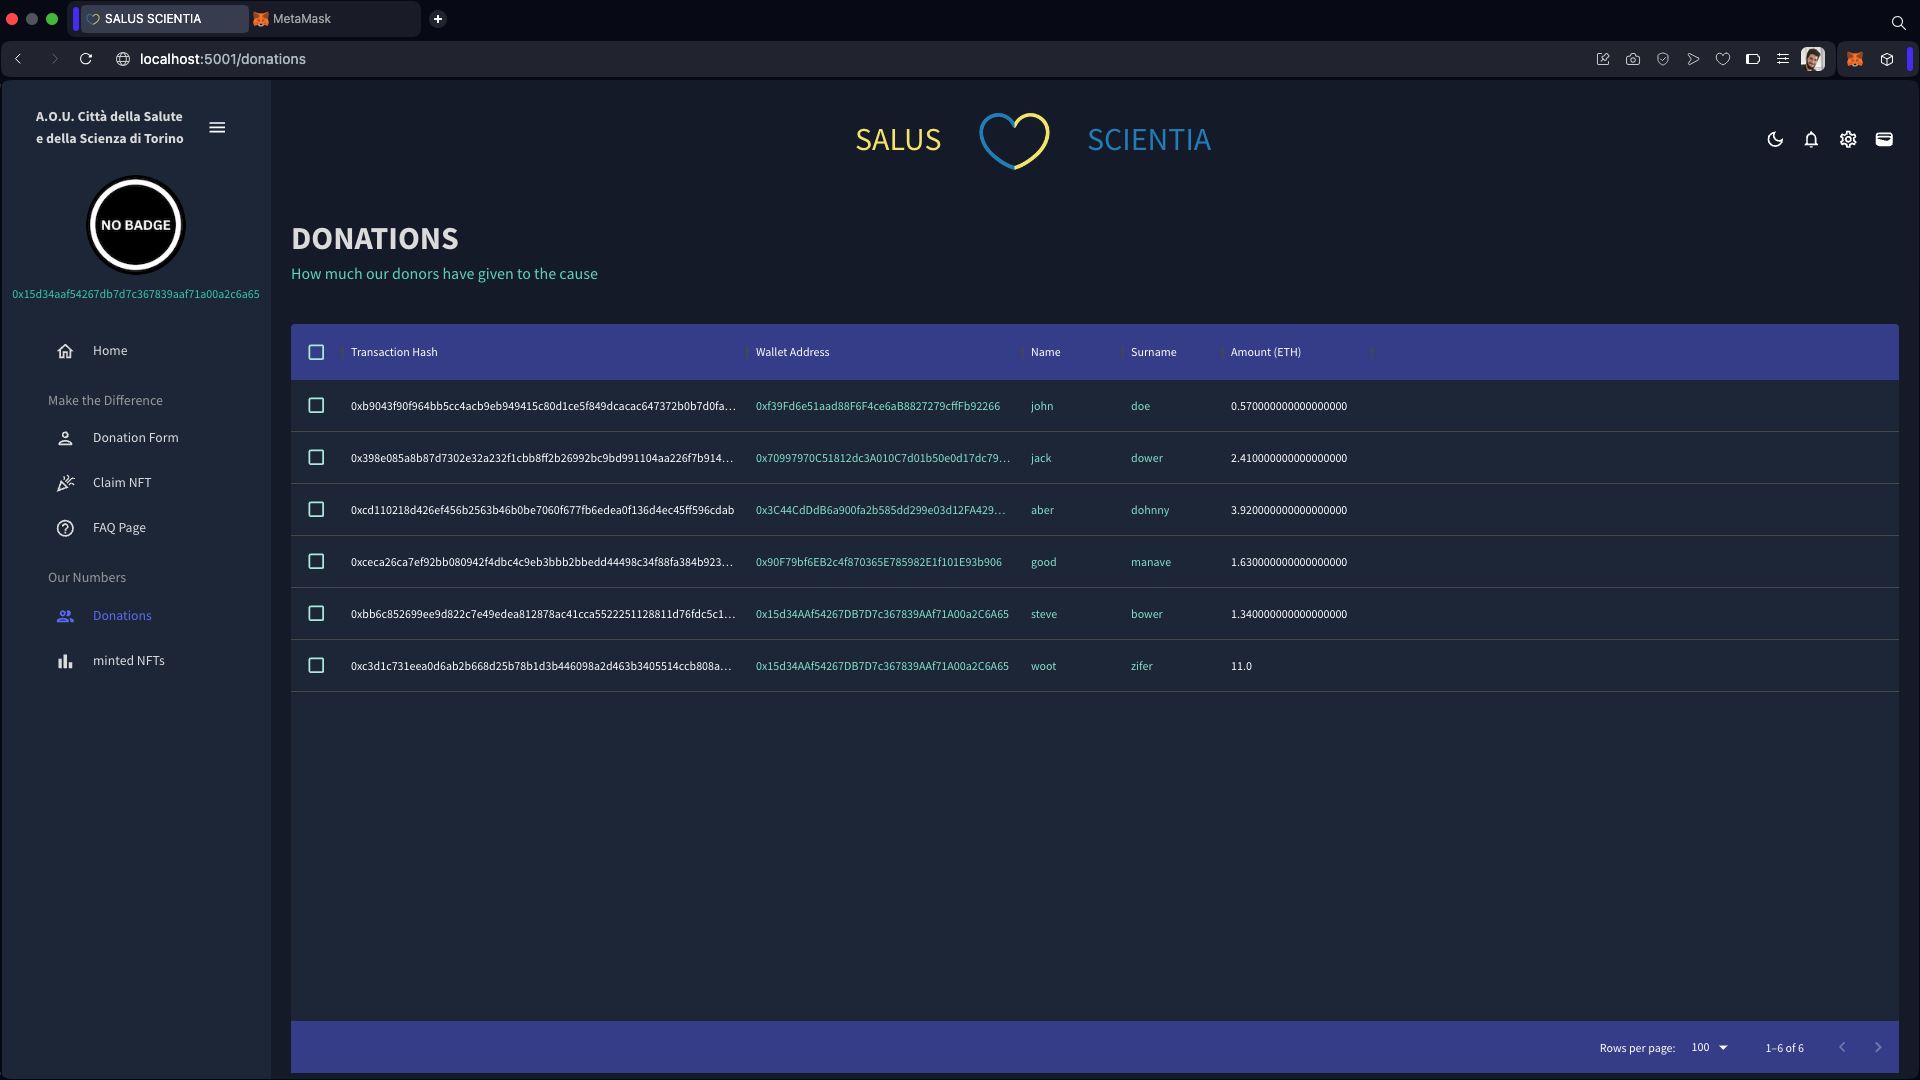 SALUS SCIENTIA
MetaMask
localhost:5001/donations
A.O.U. Città della Salute
e della Scienza di Torino
NO BADGE
0x15d34aaf54267db7d7c367839aaf71a00a2c6a65
Home
Make the Difference
Donation Form
Claim NFT
FAQ Page
Our Numbers
Donations
minted NFTs
SALUS SCIENTIA
DONATIONS
How much our donors have given to the cause
Transaction Hash Wallet Address Name Surname Amount (ETH)
0xb9043f90f964bb5cc4acb9eb949415c80d1ce5f849dcacac647372b0b7d0fa... 0xf39Fd6e51aad88F6F4ce6aB8827279cffFb92266 john doe 0.570000000000000000
0x398e085a8b87d7302e32a232f1cbb8ff2b26992bc9bd991104aa226f7b914... 0x70997970C51812dc3A010C7d01b50e0d17dc79... jack dower 2.410000000000000000
0xcd110218d426ef456b2563b46b0be7060f677fb6edea0f136d4ec45ff596cdab 0x3C44CdDdB6a900fa2b585dd299e03d12FA429... aber dohnny 3.920000000000000000
0xceca26ca7ef92bb080942f4dbc4c9eb3bbb2bbedd44498c34f88fa384b923... 0x90F79bf6EB2c4f870365E785982E1f101E93b906 good manave 1.630000000000000000
0xbb6c852699ee9d822c7e49edea812878ac41cca5522251128811d76fdc5c1... 0x15d34AAf54267DB7D7c367839AAf71A00a2C6A65 steve bower 1.340000000000000000
0xc3d1c731eea0d6ab2b668d25b78b1d3b446098a2d463b3405514ccb808a... 0x15d34AAf54267DB7D7c367839AAf71A00a2C6A65 woot zifer 11.0
Rows per page: 100 1–6 of 6